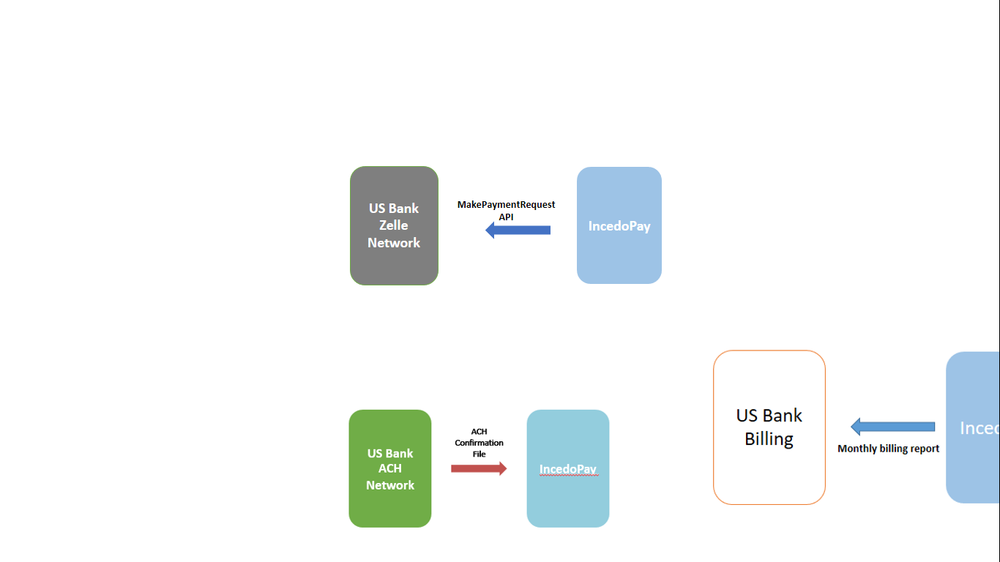 MakePaymentRequest
API
US Bank
Zelle
Network
IncedoPay
US Bank
Billing
Monthly billing report
Inced
ACH
Confirmation
File
US Bank
ACH
Network
IncedoPay